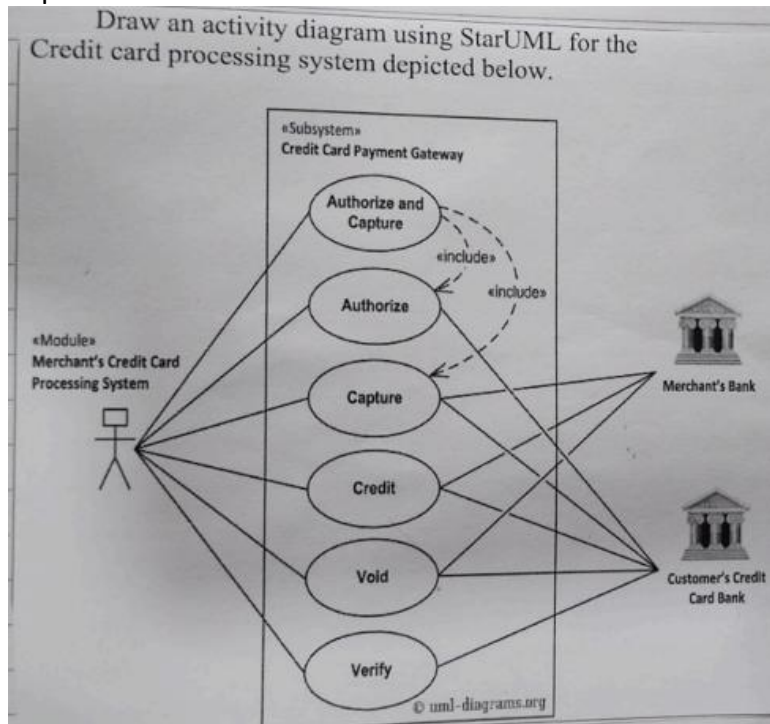 Draw an activity diagram using StarUML for the
Credit card processing system depicted below.
«Subsystem»
Credit Card Payment Gateway
Authorize and
Capture
«include»
«include»
Authorize
«Module»
Merchant's Credit Card
Processing System
Capture
Merchant's Bank
Credit
Void
Customer's Credit
Card Bank
Verify
© uml-diagrams.org